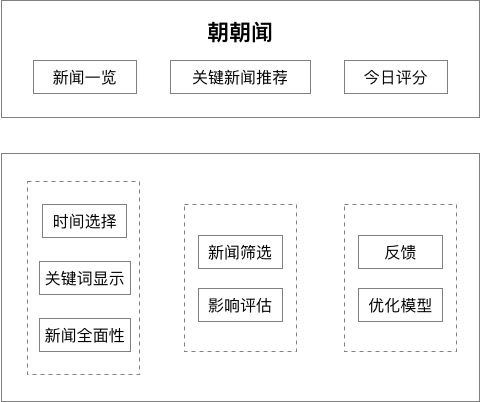 朝朝闻
新闻一览
关键新闻推荐
今日评分
时间选择
关键词显示
新闻全面性
新闻筛选
影响评估
反馈
优化模型